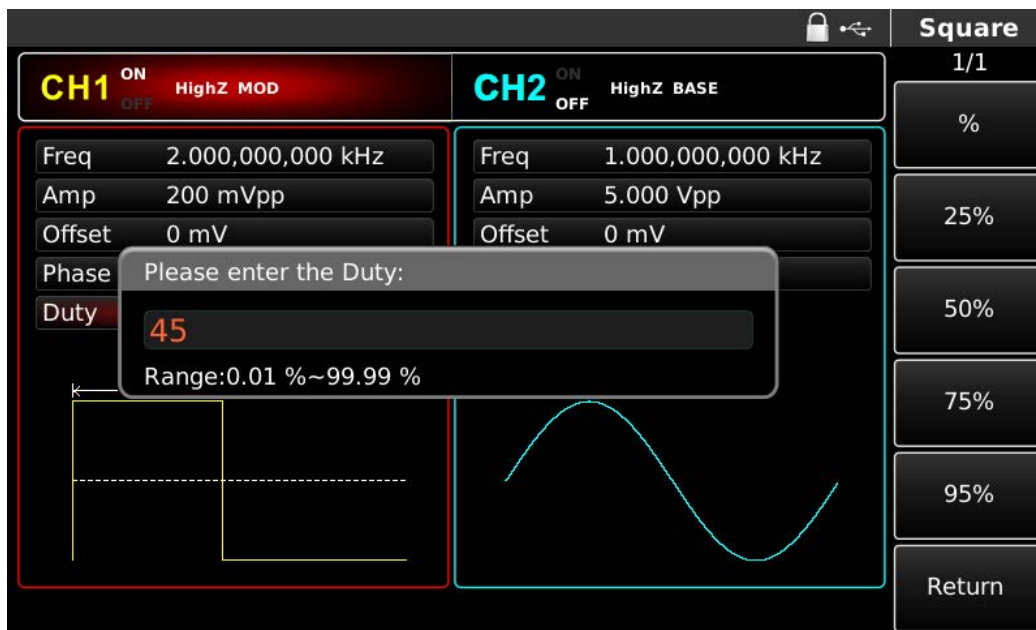 Square
1/1
CH1 ON OFF HighZ MOD
CH2 ON OFF HighZ BASE
Freq 2.000,000,000 kHz
Amp 200 mVpp
Offset 0 mV
Phase
Duty
Freq 1.000,000,000 kHz
Amp 5.000 Vpp
Offset 0 mV
Please enter the Duty:
45
Range:0.01 %~99.99 %
%
25%
50%
75%
95%
Return